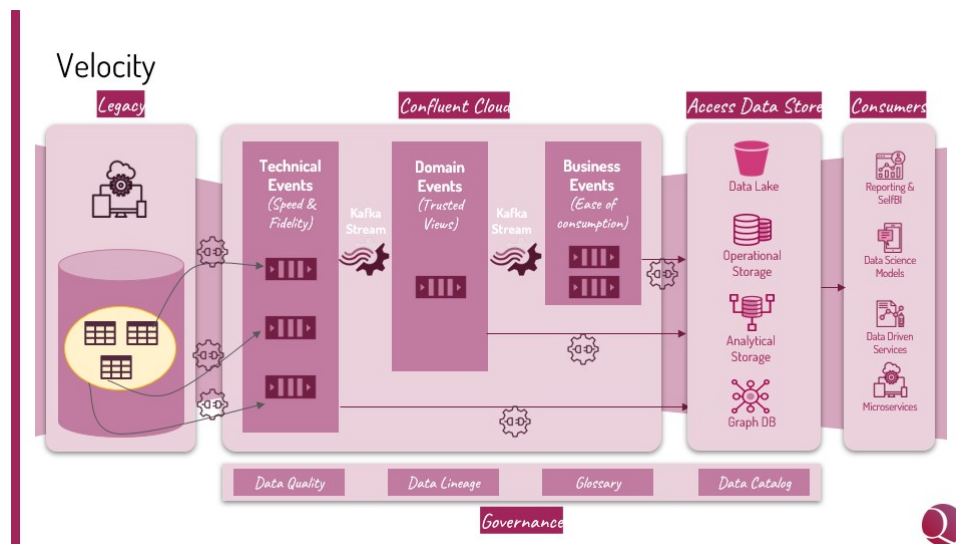 Velocity
Legacy
Confluent Cloud
Access Data Store
Consumers
Technical
Events
(Speed &
Fidelity)
Kafka
Stream
Domain
Events
(Trusted
Views)
Kafka
Stream
Business
Events
(Ease of
consumption)
Data Lake
Operational
Storage
Analytical
Storage
Graph DB
Reporting &
SelfBI
Data Science
Models
Data Driven
Services
Microservices
Data Quality
Data Lineage
Glossary
Data Catalog
Governance
Q